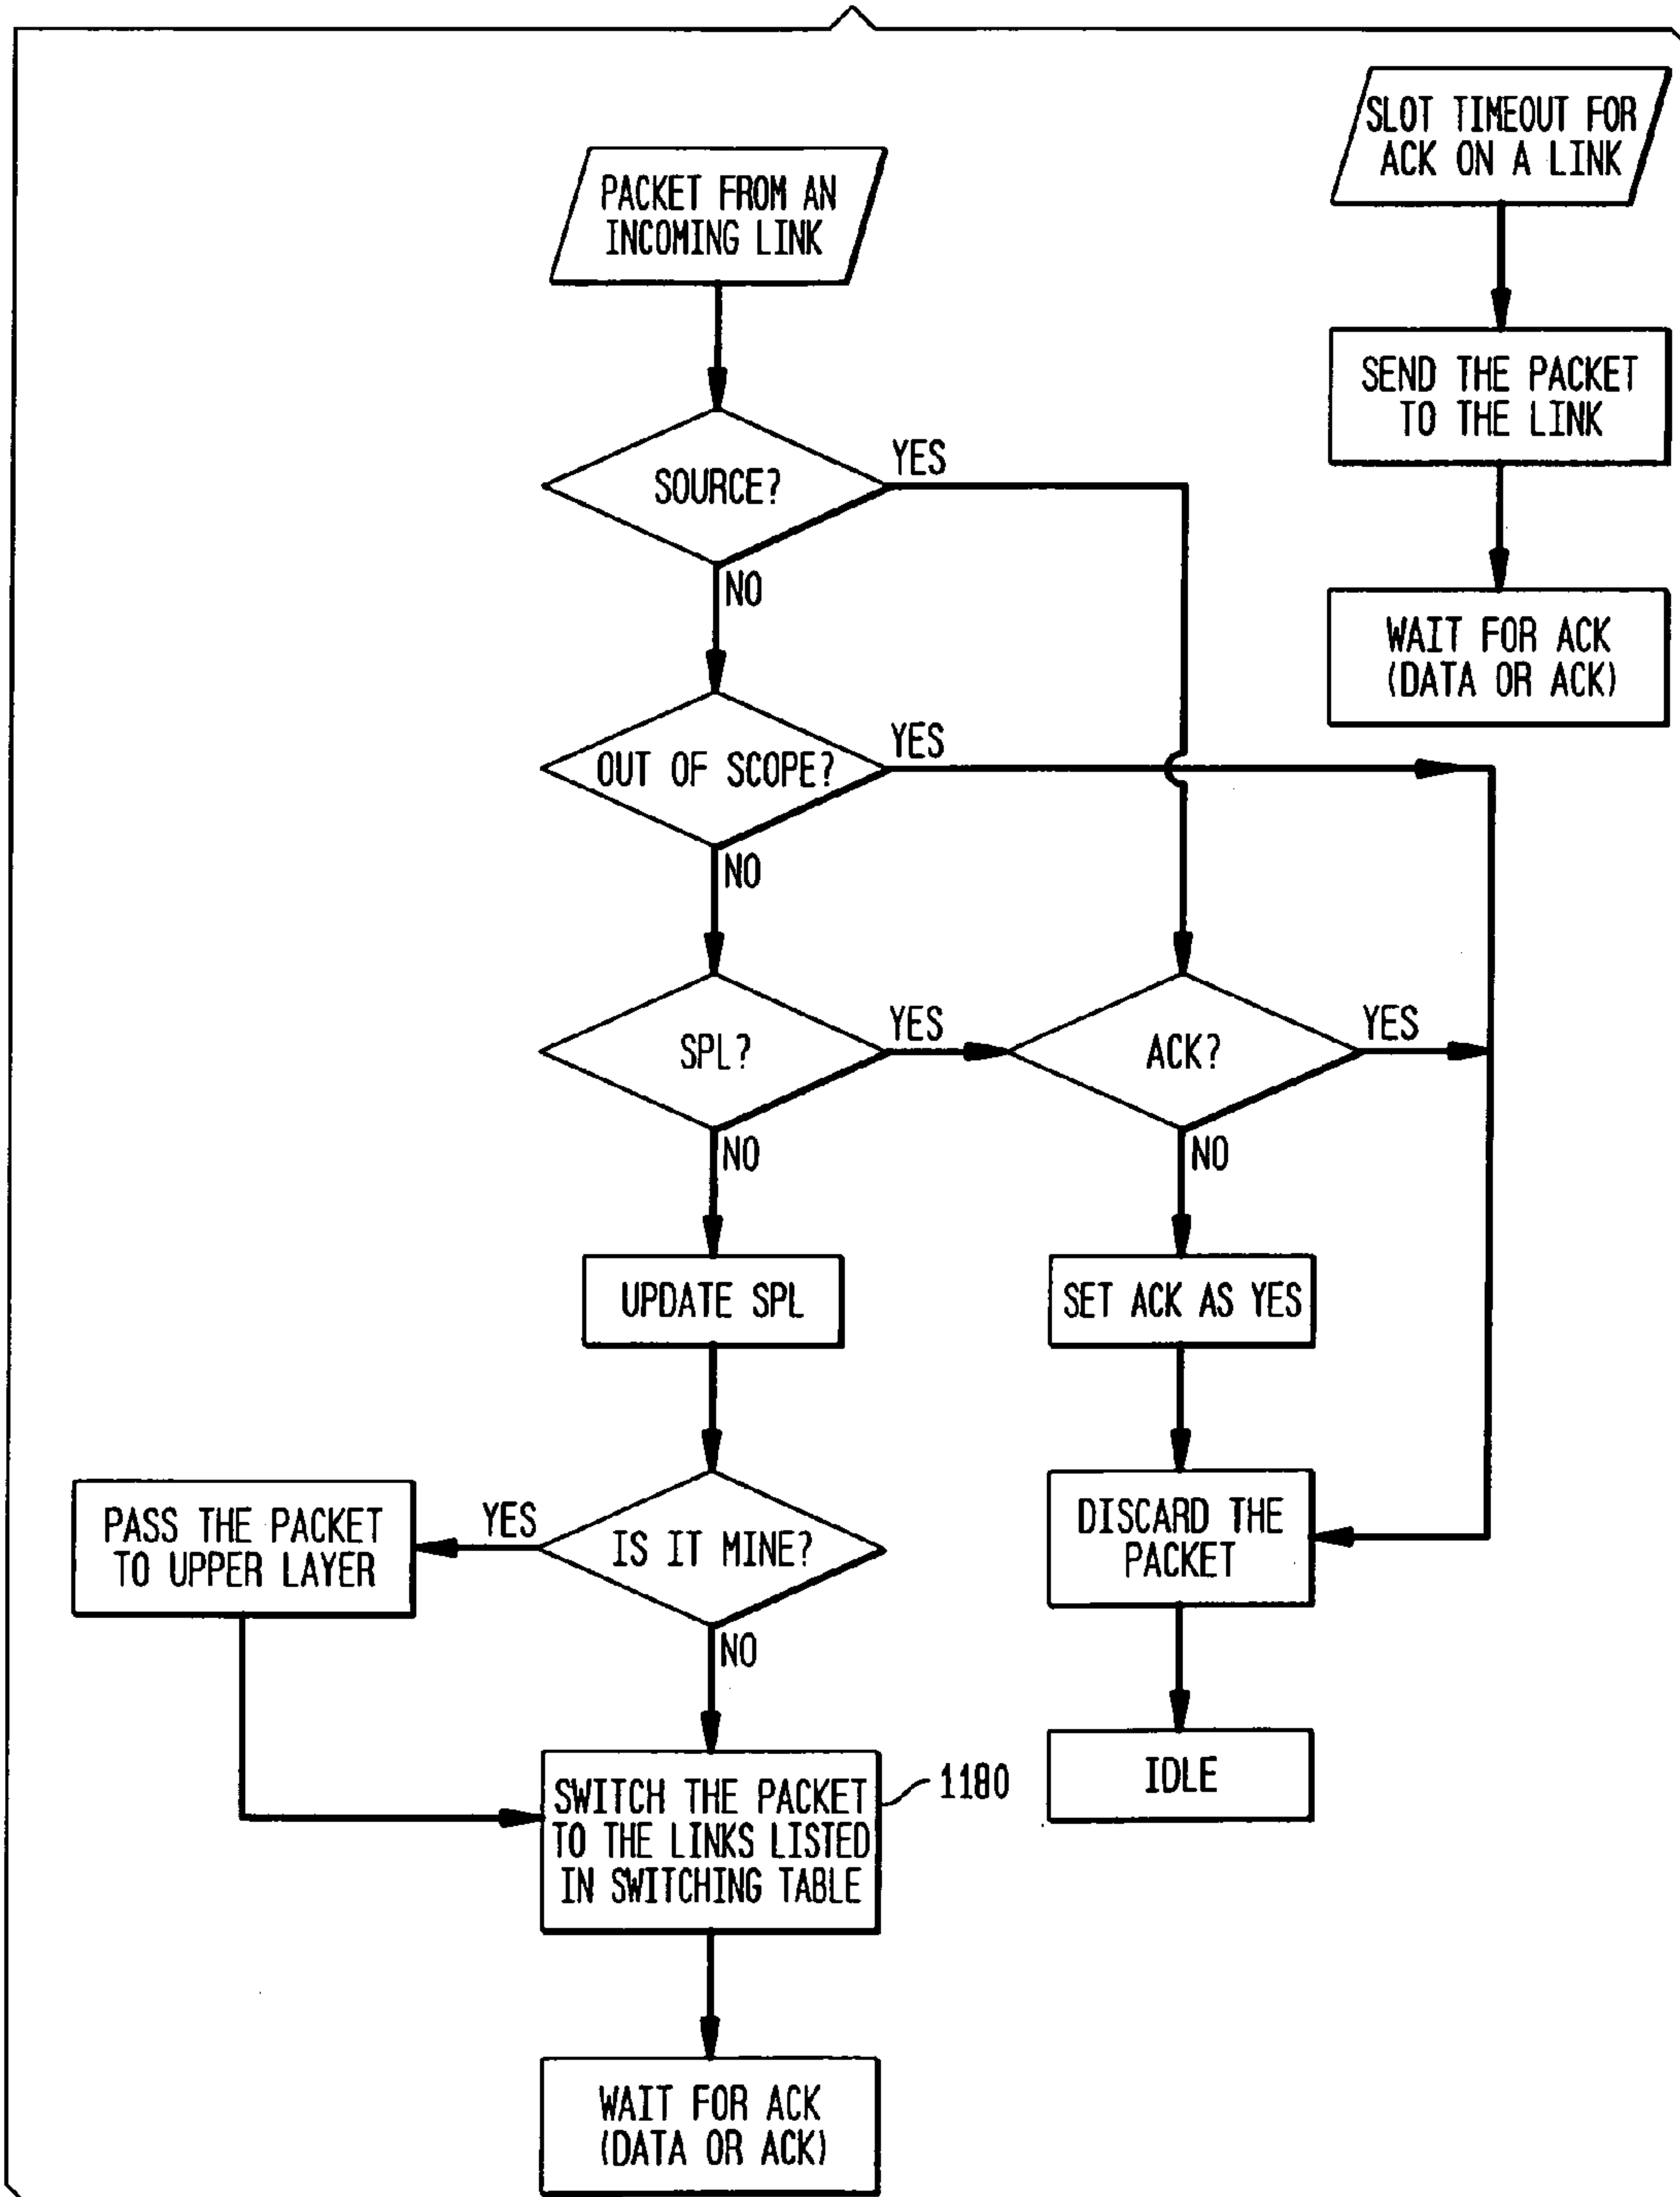 SLOT TIMEOUT FOR
ACK ON A LINK
PACKET FROM AN
INCOMING LINK
SEND THE PACKET
TO THE LINK
SOURCE?
YES
NO
WAIT FOR ACK
(DATA OR ACK)
OUT OF SCOPE?
YES
NO
SPL?
YES
ACK?
YES
NO
NO
UPDATE SPL
SET ACK AS YES
PASS THE PACKET
TO UPPER LAYER
YES
IS IT MINE?
NO
DISCARD THE
PACKET
SWITCH THE PACKET
TO THE LINKS LISTED
IN SWITCHING TABLE
1180
IDLE
WAIT FOR ACK
(DATA OR ACK)